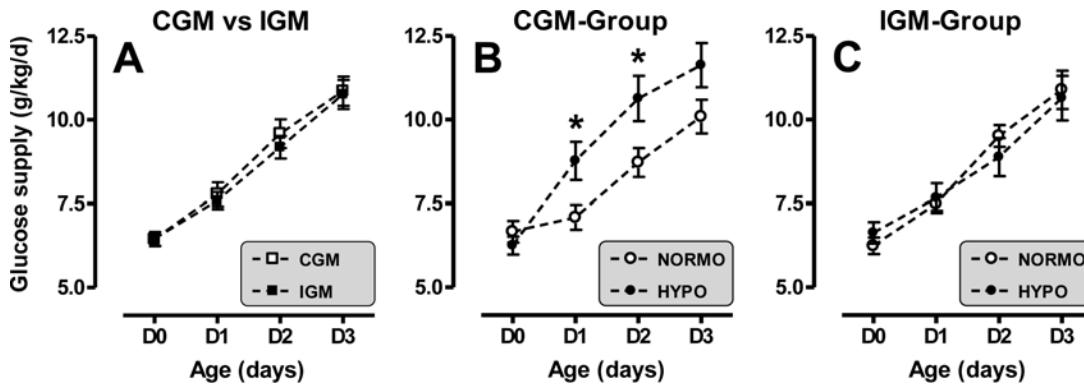 CGM vs IGM
CGM-Group
IGM-Group
Glucose supply (g/kg/d)
12.5
10.0
7.5
5.0
A
CGM
IGM
D0 D1 D2 D3
Age (days)
12.5
10.0
7.5
5.0
B
*
*
NORMO
HYPO
D0 D1 D2 D3
Age (days)
12.5
10.0
7.5
5.0
C
NORMO
HYPO
D0 D1 D2 D3
Age (days)